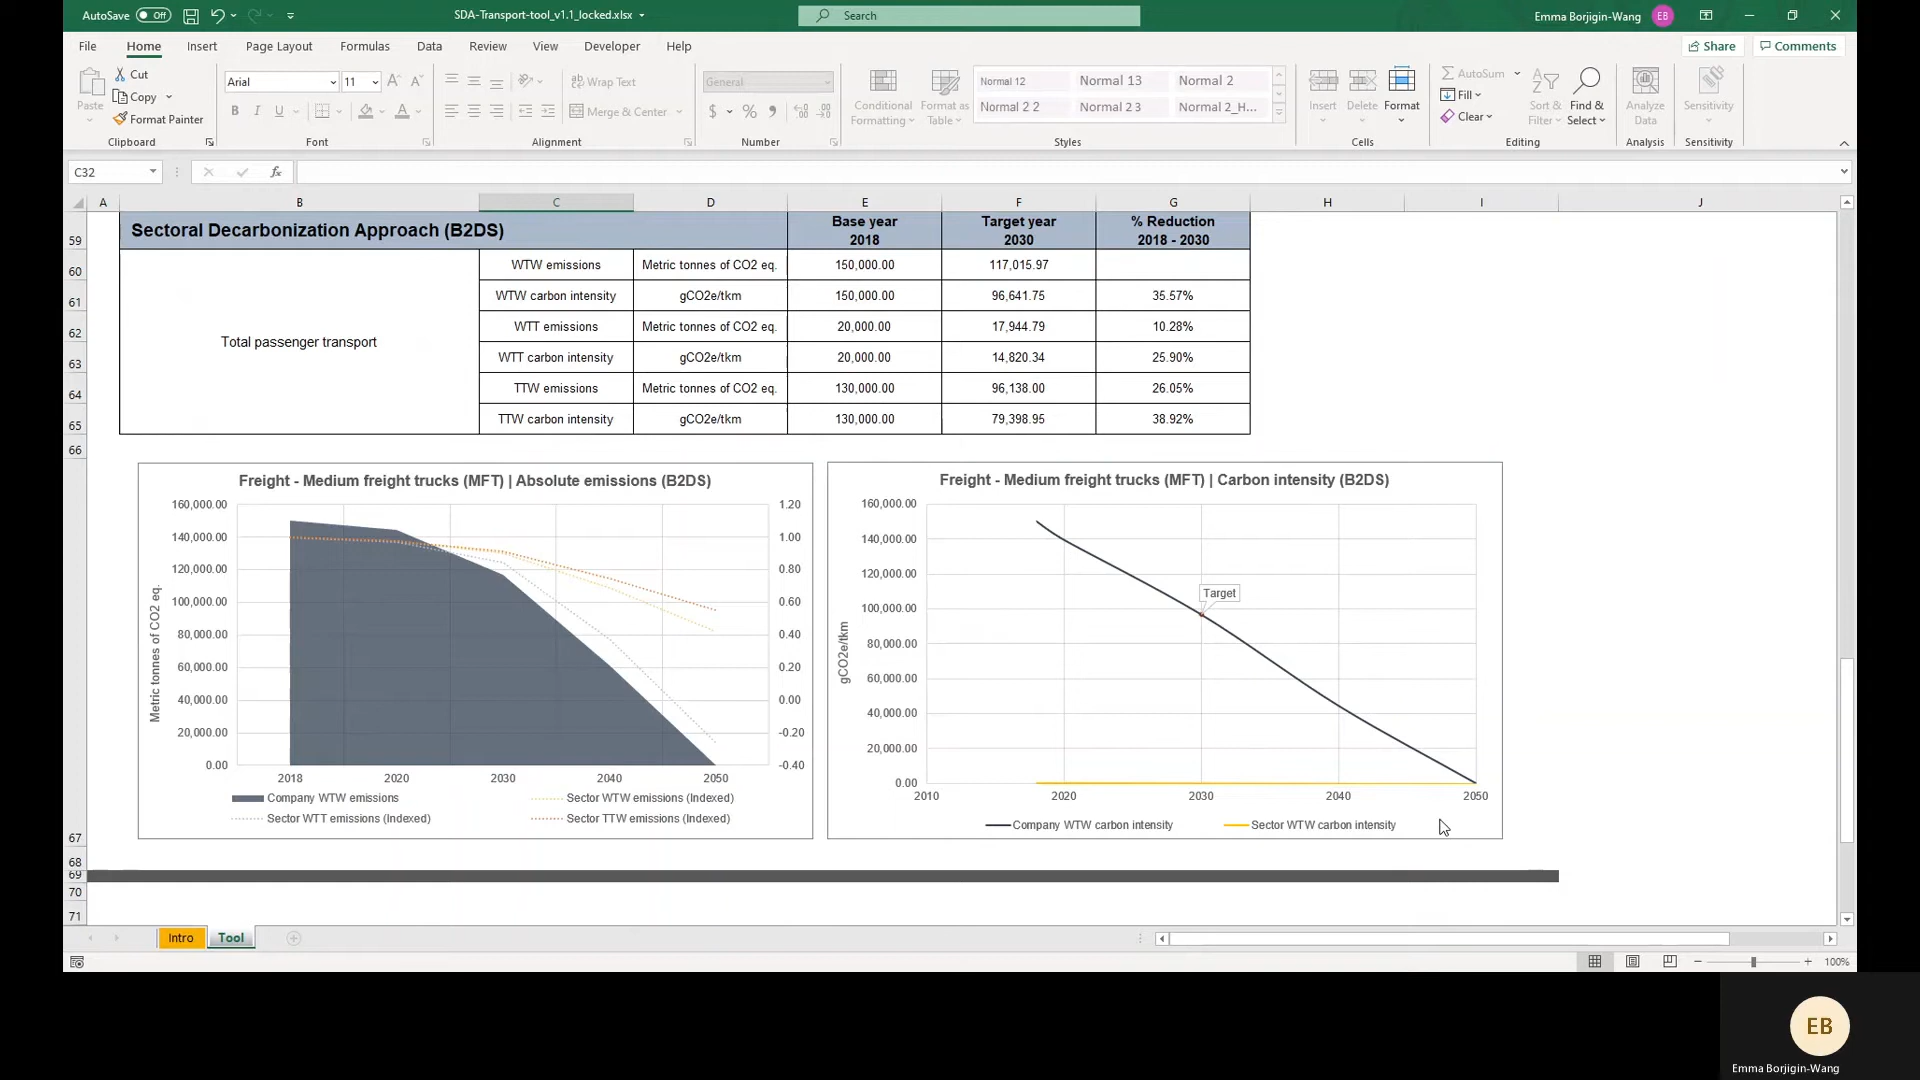 AutoSave Off
SDA-Transport-tool_v1.1_locked.xlsx
Search
Emma Borjigin-Wang EB
File Home Insert Page Layout Formulas Data Review View Developer Help
Share Comments
Paste
Cut
Copy
Format Painter
Clipboard
Arial 11
B I U
Font
Wrap Text
Merge & Center
Alignment
General
$ % ,
Number
Conditional Formatting
Format as Table
Normal 12 Normal 13 Normal 2
Normal 2 2 Normal 2 3 Normal 2_H...
Styles
Insert Delete Format
Cells
AutoSum
Fill
Clear
Sort & Filter
Find & Select
Editing
Analyze Data
Analysis
Sensitivity
Sensitivity
C32 fx
A B C D E F G H I J
59 Sectoral Decarbonization Approach (B2DS) Base year 2018 Target year 2030 % Reduction 2018 - 2030
60 WTW emissions Metric tonnes of CO2 eq. 150,000.00 117,015.97
61 WTW carbon intensity gCO2e/tkm 150,000.00 96,641.75 35.57%
62 WTT emissions Metric tonnes of CO2 eq. 20,000.00 17,944.79 10.28%
Total passenger transport
63 WTT carbon intensity gCO2e/tkm 20,000.00 14,820.34 25.90%
64 TTW emissions Metric tonnes of CO2 eq. 130,000.00 96,138.00 26.05%
65 TTW carbon intensity gCO2e/tkm 130,000.00 79,398.95 38.92%
66
Freight - Medium freight trucks (MFT) | Absolute emissions (B2DS)
160,000.00
140,000.00
120,000.00
100,000.00
80,000.00
60,000.00
40,000.00
20,000.00
0.00
Metric tonnes of CO2 eq.
1.20
1.00
0.80
0.60
0.40
0.20
0.00
-0.20
-0.40
2018 2020 2030 2040 2050
Company WTW emissions Sector WTW emissions (Indexed)
Sector WTT emissions (Indexed) Sector TTW emissions (Indexed)
Freight - Medium freight trucks (MFT) | Carbon intensity (B2DS)
160,000.00
140,000.00
120,000.00
100,000.00
80,000.00
60,000.00
40,000.00
20,000.00
0.00
gCO2e/tkm
Target
2010 2020 2030 2040 2050
Company WTW carbon intensity Sector WTW carbon intensity
67
68
69
70
71
Intro Tool
100%
EB
Emma Borjigin-Wang